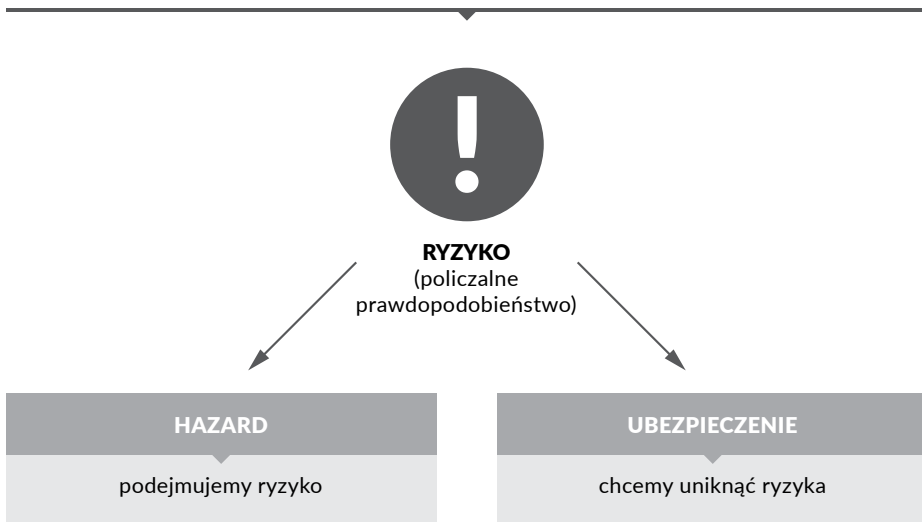 !
RYZYKO
(policzalne
prawdopodobieństwo)
HAZARD
podejmujemy ryzyko
UBEZPIECZENIE
chcemy uniknąć ryzyka